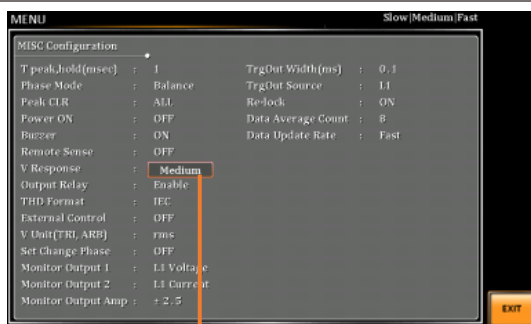 MENU Slow|Medium|Fast
MISC Configuration
T peak,hold(msec) : 1 TrgOut Width(ms) : 0.1
Phase Mode : Balance TrgOut Source : L1
Peak CLR : ALL Re-lock : ON
Power ON : OFF Data Average Count : 8
Buzzer : ON Data Update Rate : Fast
Remote Sense : OFF
V Response : Medium
Output Relay : Enable
THD Format : IEC
External Control : OFF
V Unit(TRI, ARB) : rms
Set Change Phase : OFF
Monitor Output 1 : L1 Voltage
Monitor Output 2 : L1 Current
Monitor Output Amp : ± 2.5
EXIT